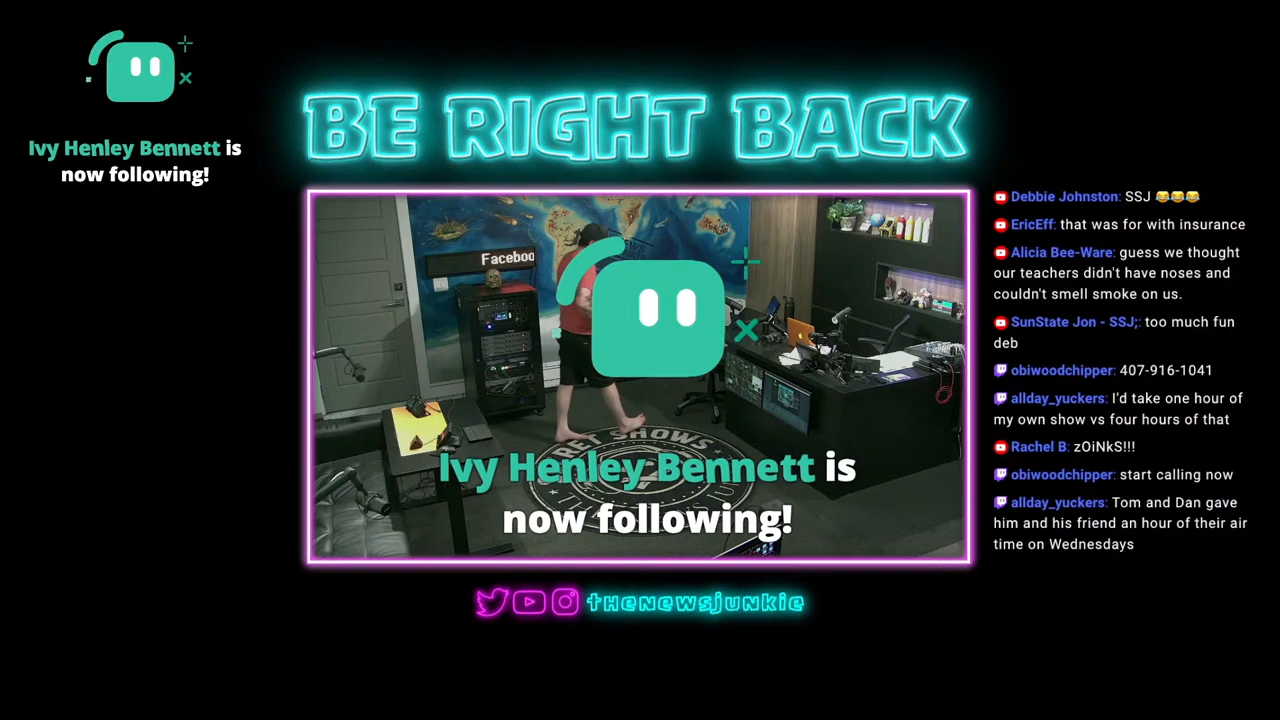 BE RIGHT BACK
Ivy Henley Bennett is
now following!
Faceboo
RET SHOWS
Ivy Henley Bennett is
now following!
Debbie Johnston: SSJ 😂😂😂
EricEff: that was for with insurance
Alicia Bee-Ware: guess we thought
our teachers didn't have noses and
couldn't smell smoke on us.
SunState Jon - SSJ;: too much fun
deb
obiwoodchipper: 407-916-1041
allday_yuckers: I'd take one hour of
my own show vs four hours of that
Rachel B: zOiNkS!!!
obiwoodchipper: start calling now
allday_yuckers: Tom and Dan gave
him and his friend an hour of their air
time on Wednesdays
thenewsjunkie